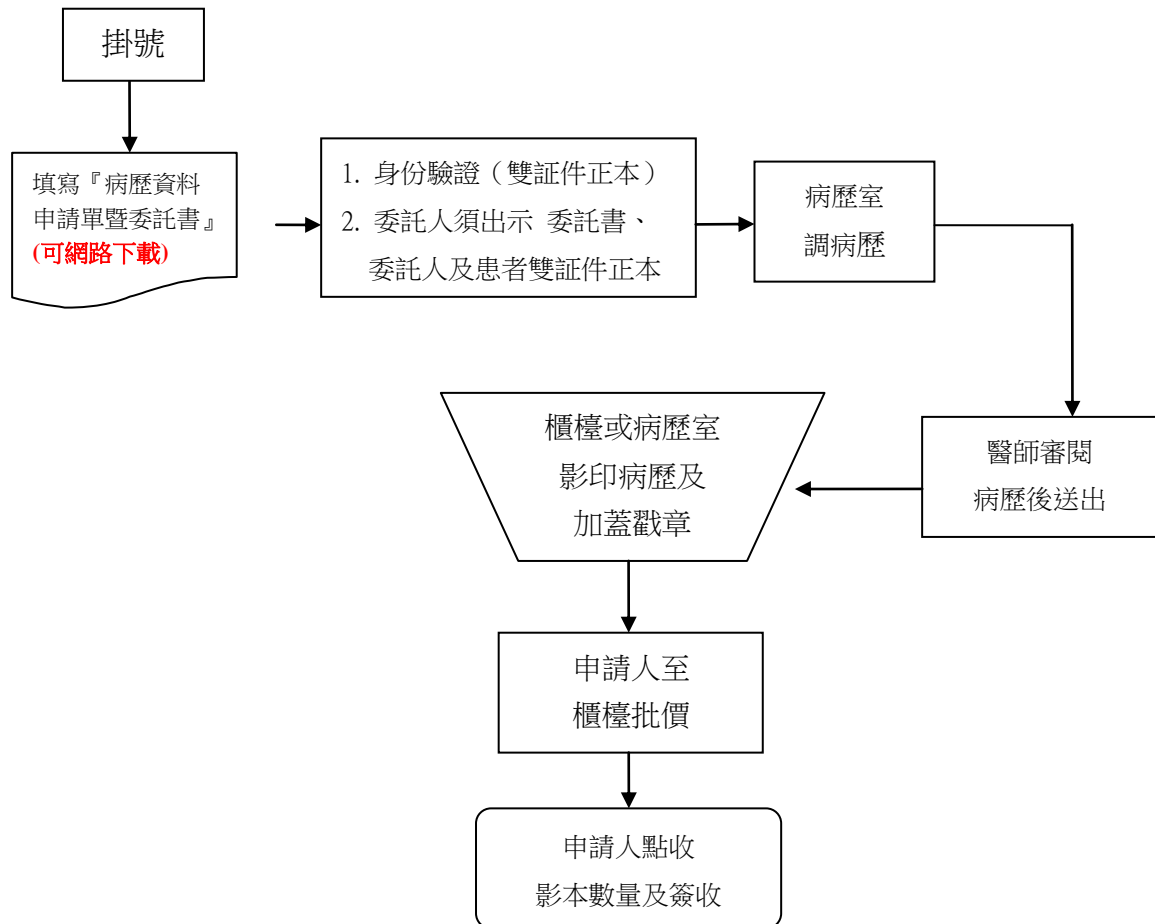 掛號
填寫『病歷資料
申請單暨委託書』
(可網路下載)
1. 身份驗證（雙証件正本）
2. 委託人須出示 委託書、
委託人及患者雙証件正本
病歷室
調病歷
醫師審閱
病歷後送出
櫃檯或病歷室
影印病歷及
加蓋戳章
申請人至
櫃檯批價
申請人點收
影本數量及簽收